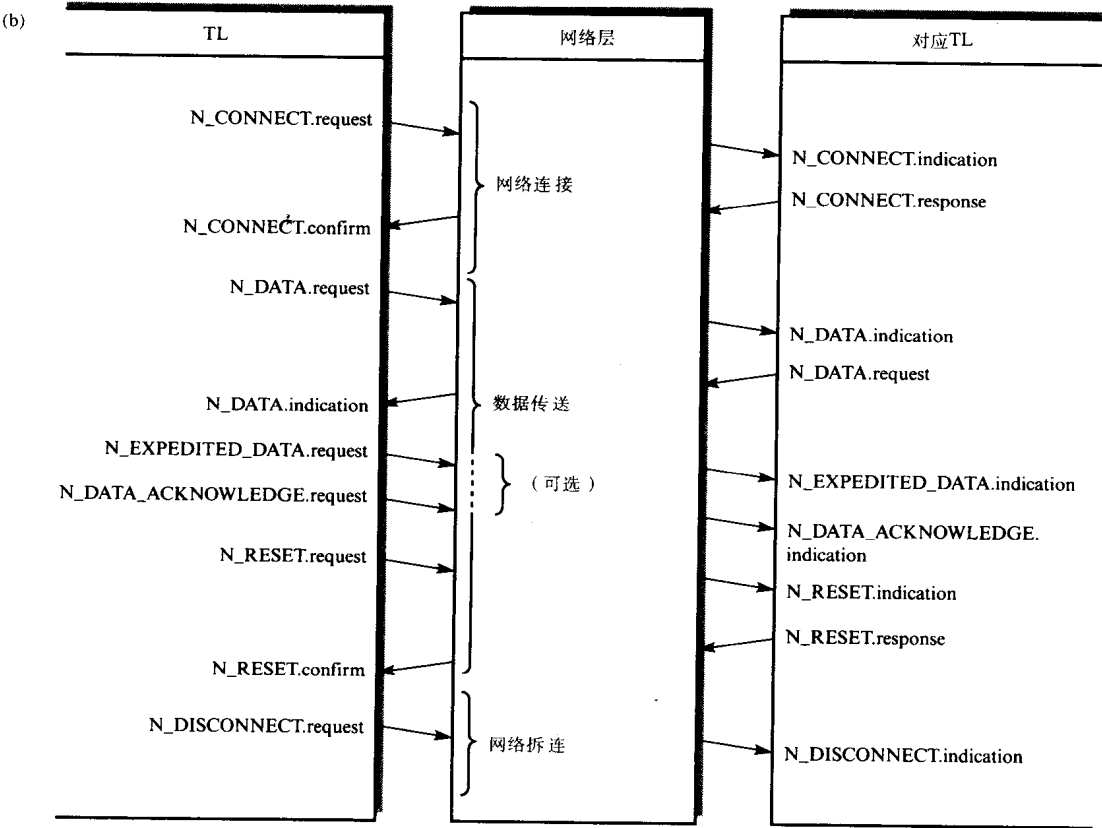 (b)
TL
网络层
对应TL
N_CONNECT.request
N_CONNECT.indication
网络连接
N_CONNECT.response
N_CONNECT.confirm
N_DATA.request
N_DATA.indication
N_DATA.request
N_DATA.indication
数据传送
N_EXPEDITED_DATA.request
N_EXPEDITED_DATA.indication
(可选)
N_DATA_ACKNOWLEDGE.request
N_DATA_ACKNOWLEDGE.
indication
N_RESET.request
N_RESET.indication
N_RESET.response
N_RESET.confirm
N_DISCONNECT.request
网络拆连
N_DISCONNECT.indication